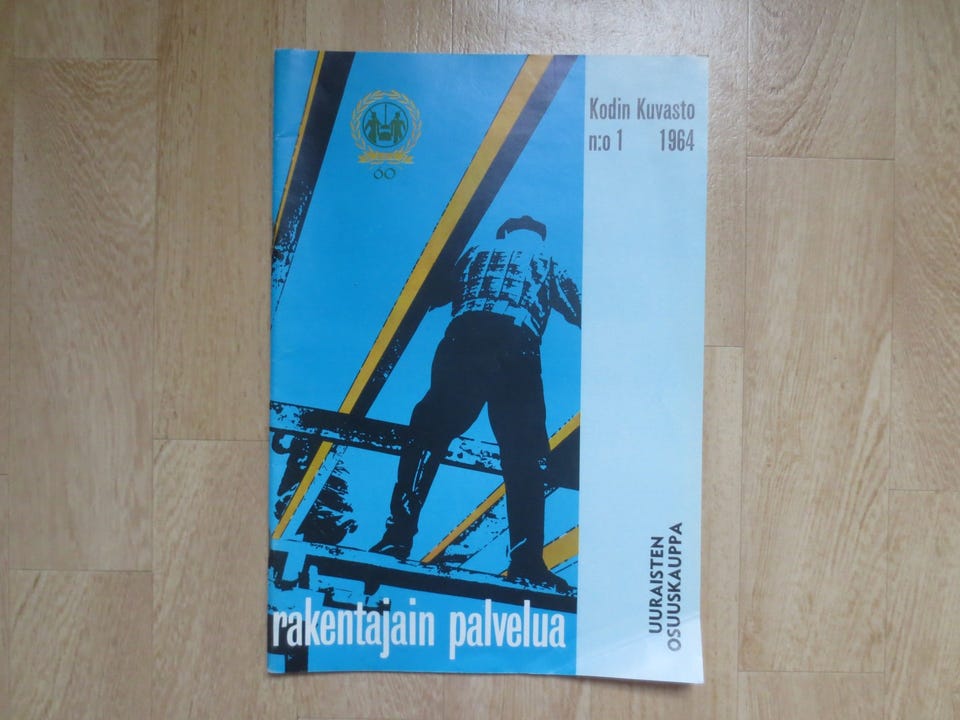 Kodin Kuvasto
n:o 1 1964
60
UURAISTEN
OSUUSKAUPPA
rakentajain palvelua